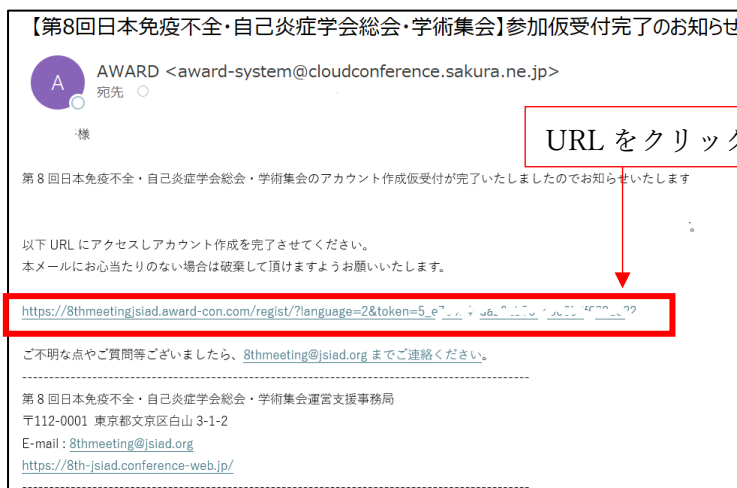 【第8回日本免疫不全・自己炎症学会総会・学術集会】参加仮受付完了のお知らせ
A
AWARD <award-system@cloudconference.sakura.ne.jp>
宛先
様
URL をクリック
第 8 回日本免疫不全・自己炎症学会総会・学術集会のアカウント作成仮受付が完了いたしましたのでお知らせいたします
。
以下 URL にアクセスしアカウント作成を完了させてください。
本メールにお心当たりのない場合は破棄して頂けますようお願いいたします。
https://8thmeetingjsiad.award-con.com/regist/?language=2&token=5_
ご不明な点やご質問等ございましたら、8thmeeting@jsiad.org までご連絡ください。
--------------------------------------------------------------------------------
第 8 回日本免疫不全・自己炎症学会総会・学術集会運営支援事務局
〒112-0001 東京都文京区白山 3-1-2
E-mail : 8thmeeting@jsiad.org
https://8th-jsiad.conference-web.jp/
--------------------------------------------------------------------------------